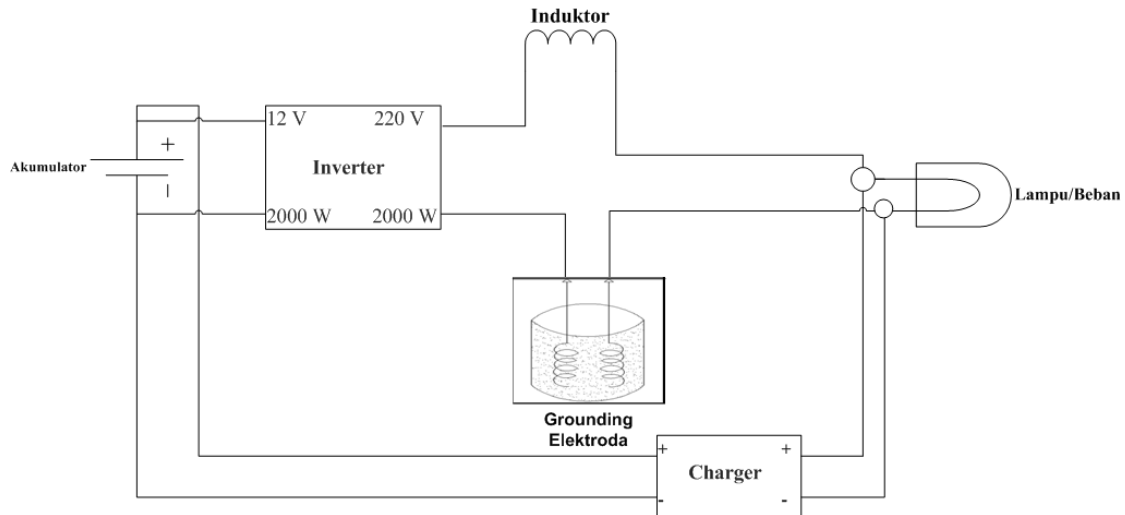 Induktor
12 V 220 V
+
Akumulator
Inverter
-
2000 W 2000 W
Lampu/Beban
Grounding
Elektroda
+ +
Charger
- -